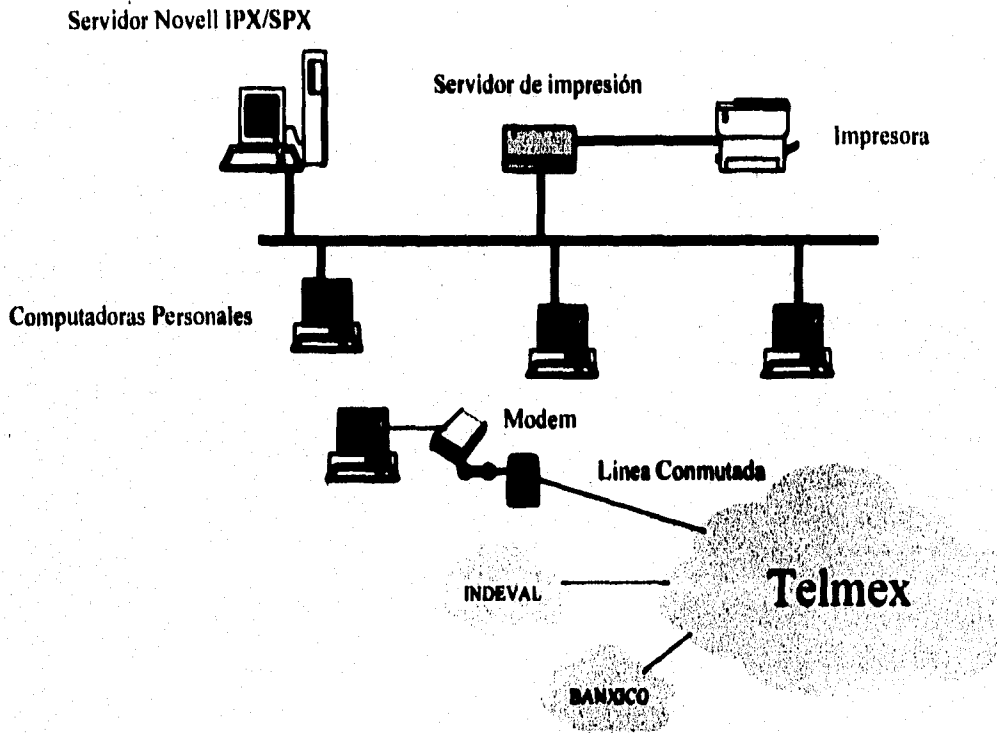 Servidor Novell IPX/SPX
Servidor de impresión
Impresora
Computadoras Personales
Modem
Linea Conmutada
Telmex
INDEVAL
BANXICO